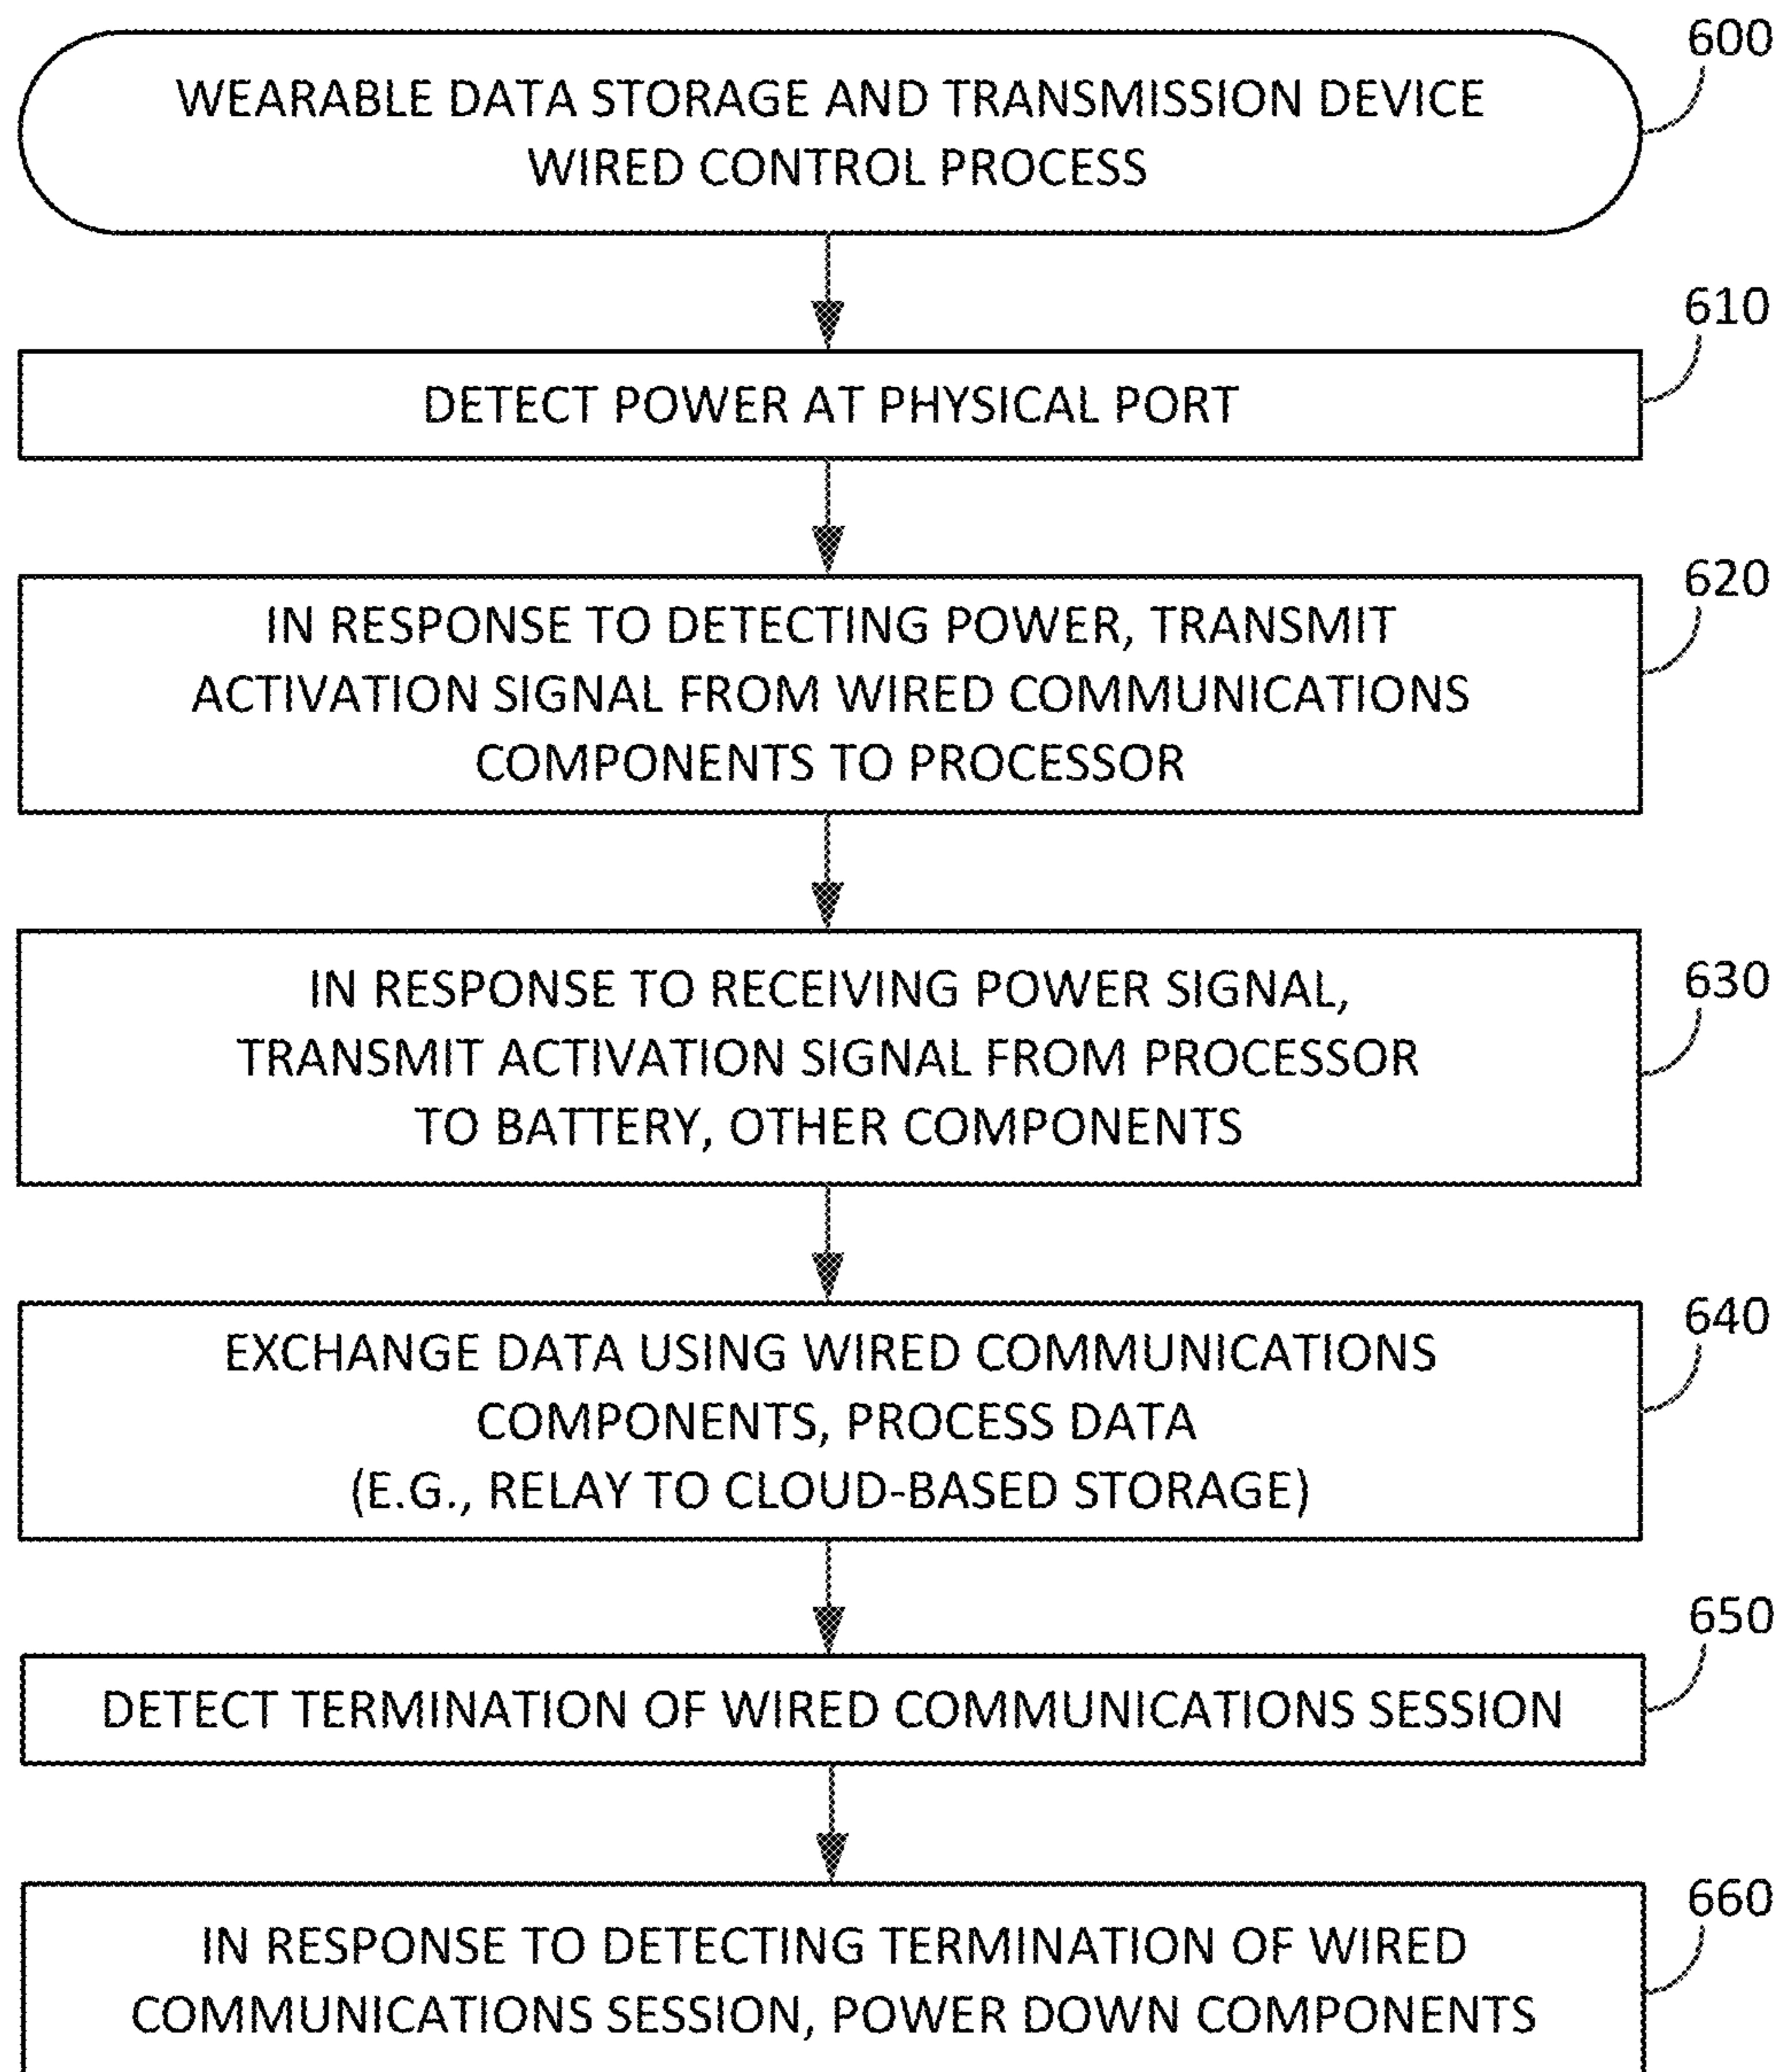 600
WEARABLE DATA STORAGE AND TRANSMISSION DEVICE
WIRED CONTROL PROCESS
610
DETECT POWER AT PHYSICAL PORT
620
IN RESPONSE TO DETECTING POWER, TRANSMIT
ACTIVATION SIGNAL FROM WIRED COMMUNICATIONS
COMPONENTS TO PROCESSOR
630
IN RESPONSE TO RECEIVING POWER SIGNAL,
TRANSMIT ACTIVATION SIGNAL FROM PROCESSOR
TO BATTERY, OTHER COMPONENTS
640
EXCHANGE DATA USING WIRED COMMUNICATIONS
COMPONENTS, PROCESS DATA
(E.G., RELAY TO CLOUD-BASED STORAGE)
650
DETECT TERMINATION OF WIRED COMMUNICATIONS SESSION
660
IN RESPONSE TO DETECTING TERMINATION OF WIRED
COMMUNICATIONS SESSION, POWER DOWN COMPONENTS